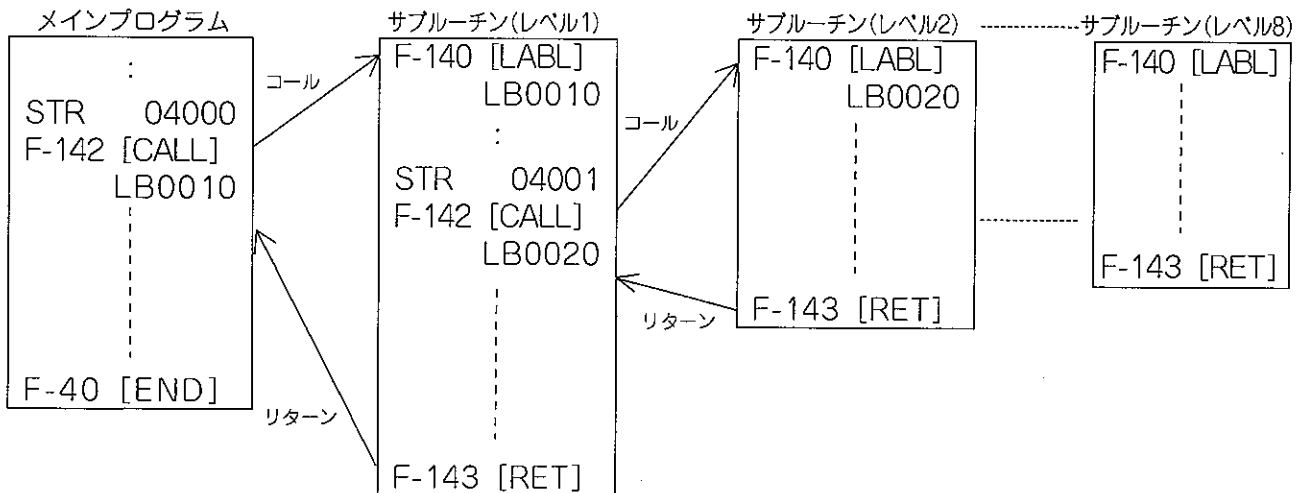 メインプログラム
:
STR 04000
F-142 [CALL]
LB0010
F-40 [END]
コール
リターン
サブルーチン(レベル1)
F-140 [LABL]
LB0010
:
STR 04001
F-142 [CALL]
LB0020
F-143 [RET]
コール
リターン
サブルーチン(レベル2)
F-140 [LABL]
LB0020
F-143 [RET]
サブルーチン(レベル8)
F-140 [LABL]
F-143 [RET]